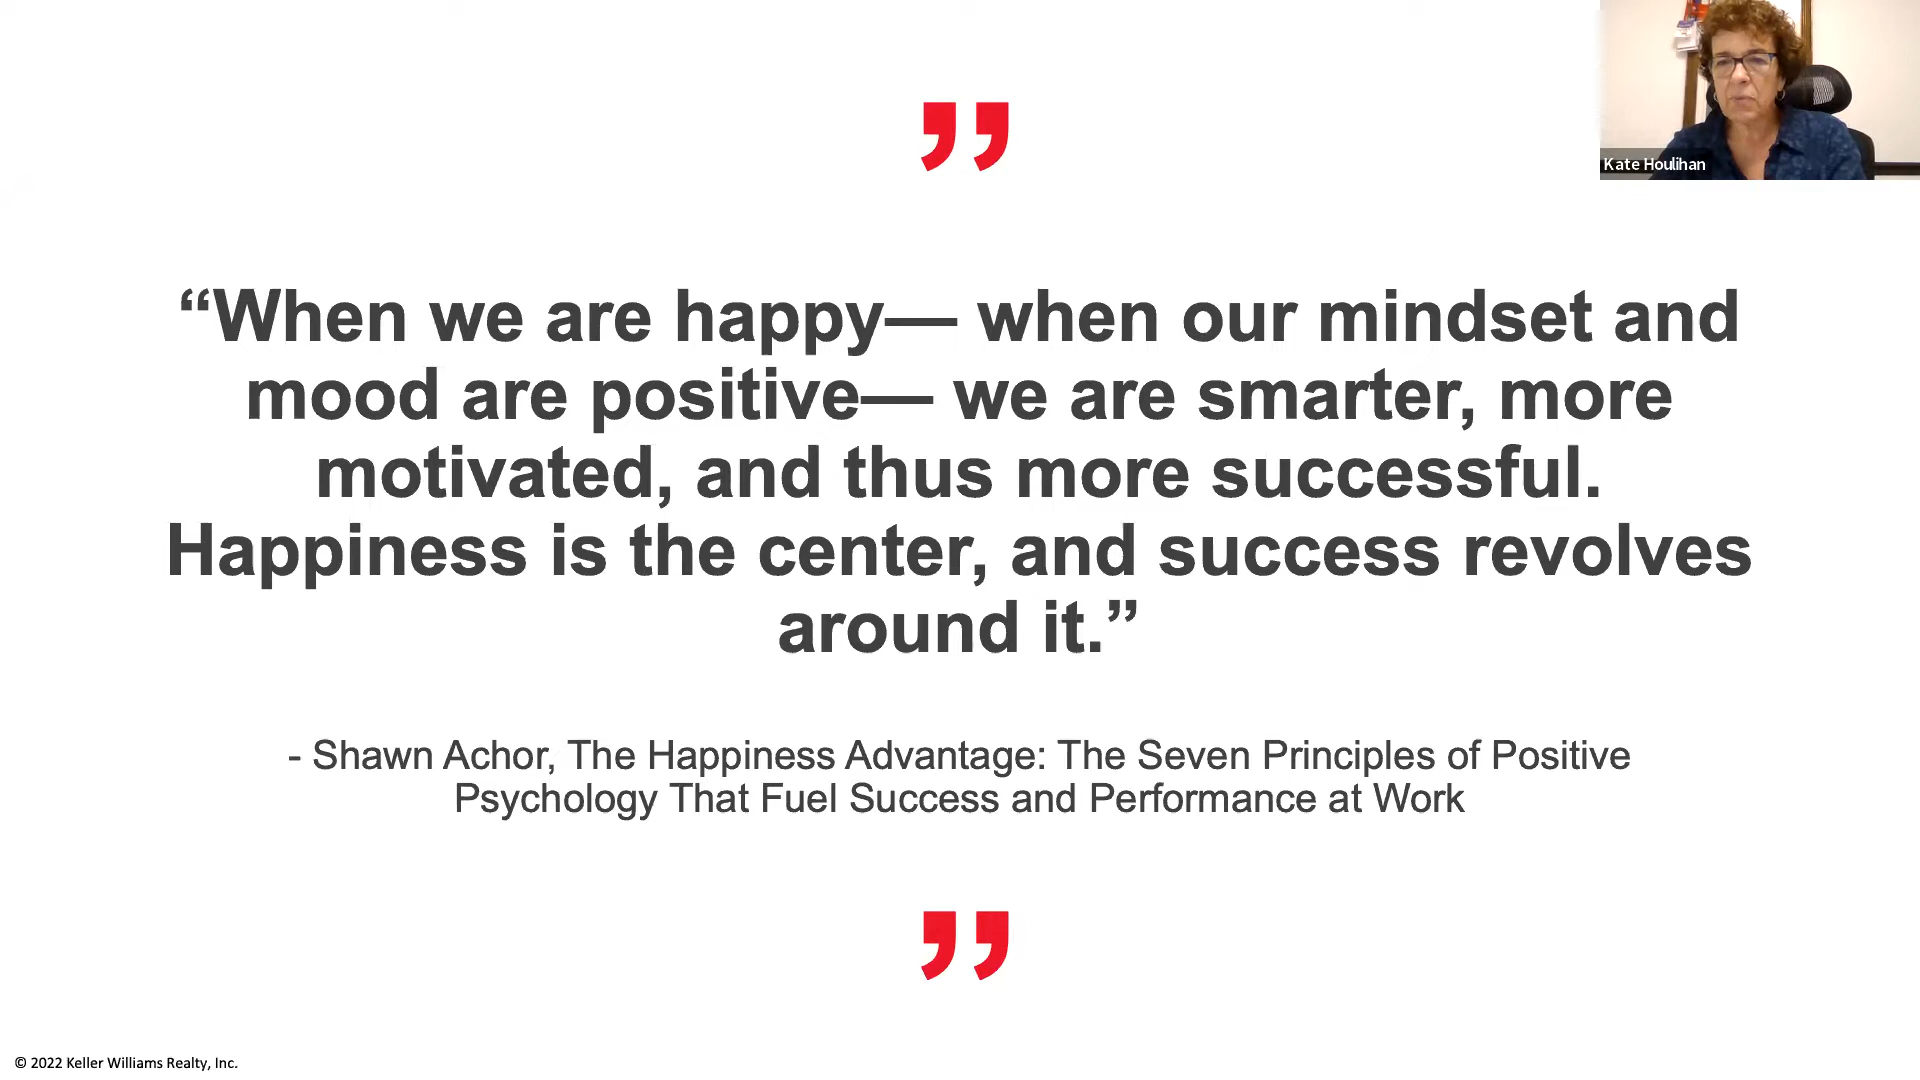 ”
Kate Houlihan
“When we are happy— when our mindset and
mood are positive— we are smarter, more
motivated, and thus more successful.
Happiness is the center, and success revolves
around it.”
- Shawn Achor, The Happiness Advantage: The Seven Principles of Positive
Psychology That Fuel Success and Performance at Work
”
© 2022 Keller Williams Realty, Inc.